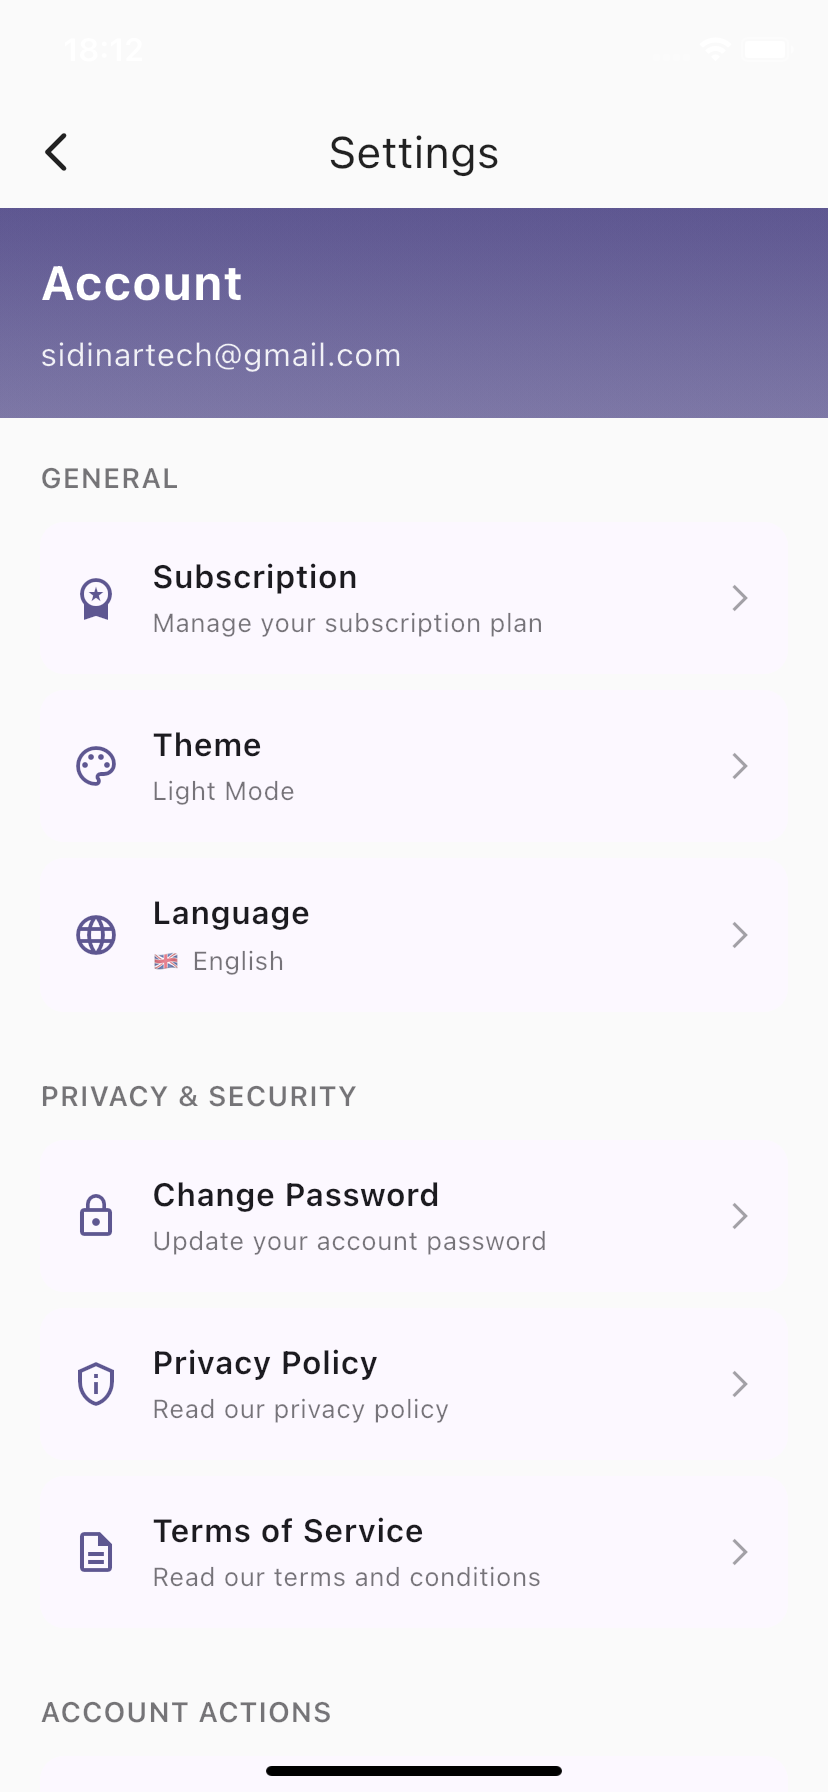 18:12
Settings
Account
sidinartech@gmail.com
GENERAL
Subscription
Manage your subscription plan
Theme
Light Mode
Language
🇬🇧 English
PRIVACY & SECURITY
Change Password
Update your account password
Privacy Policy
Read our privacy policy
Terms of Service
Read our terms and conditions
ACCOUNT ACTIONS